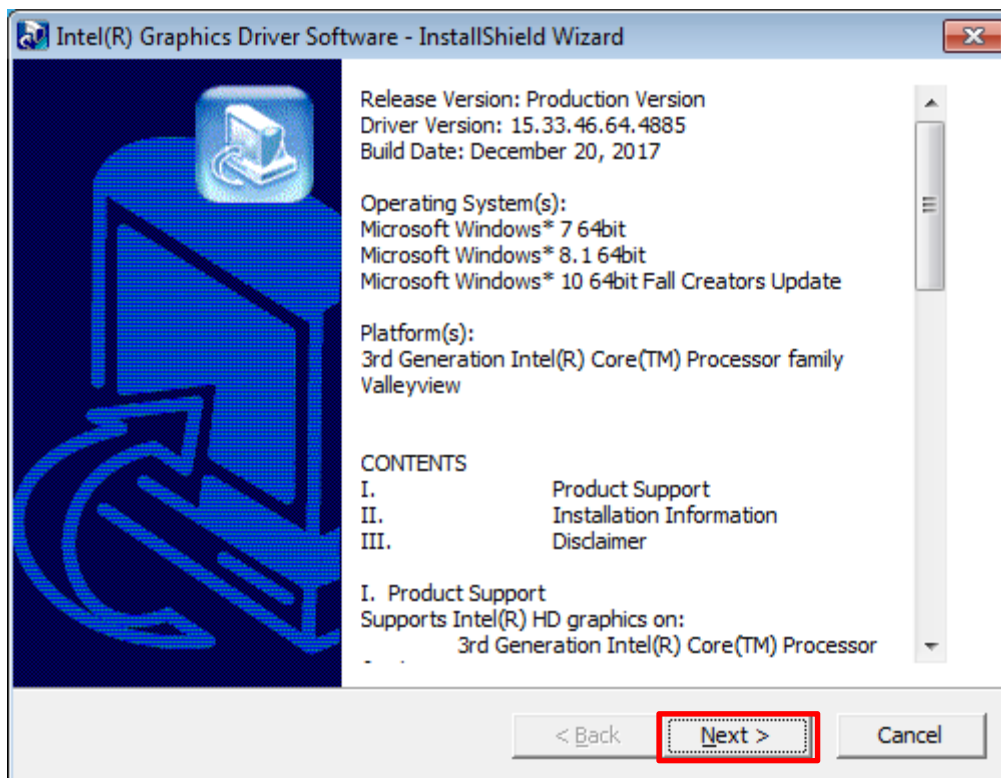 Intel(R) Graphics Driver Software - InstallShield Wizard
Release Version: Production Version
Driver Version: 15.33.46.64.4885
Build Date: December 20, 2017
Operating System(s):
Microsoft Windows* 7 64bit
Microsoft Windows* 8.1 64bit
Microsoft Windows* 10 64bit Fall Creators Update
Platform(s):
3rd Generation Intel(R) Core(TM) Processor family
Valleyview
CONTENTS
I. Product Support
II. Installation Information
III. Disclaimer
I. Product Support
Supports Intel(R) HD graphics on:
3rd Generation Intel(R) Core(TM) Processor
< Back Next > Cancel